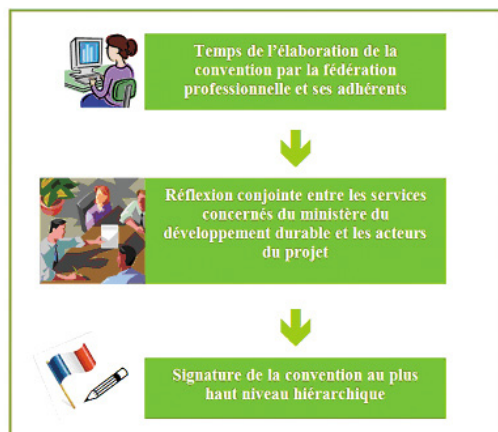 Temps de l'élaboration de la
convention par la fédération
professionnelle et ses adhérents
Réflexion conjointe entre les services
concernés du ministère du
développement durable et les acteurs
du projet
Signature de la convention au plus
haut niveau hiérarchique